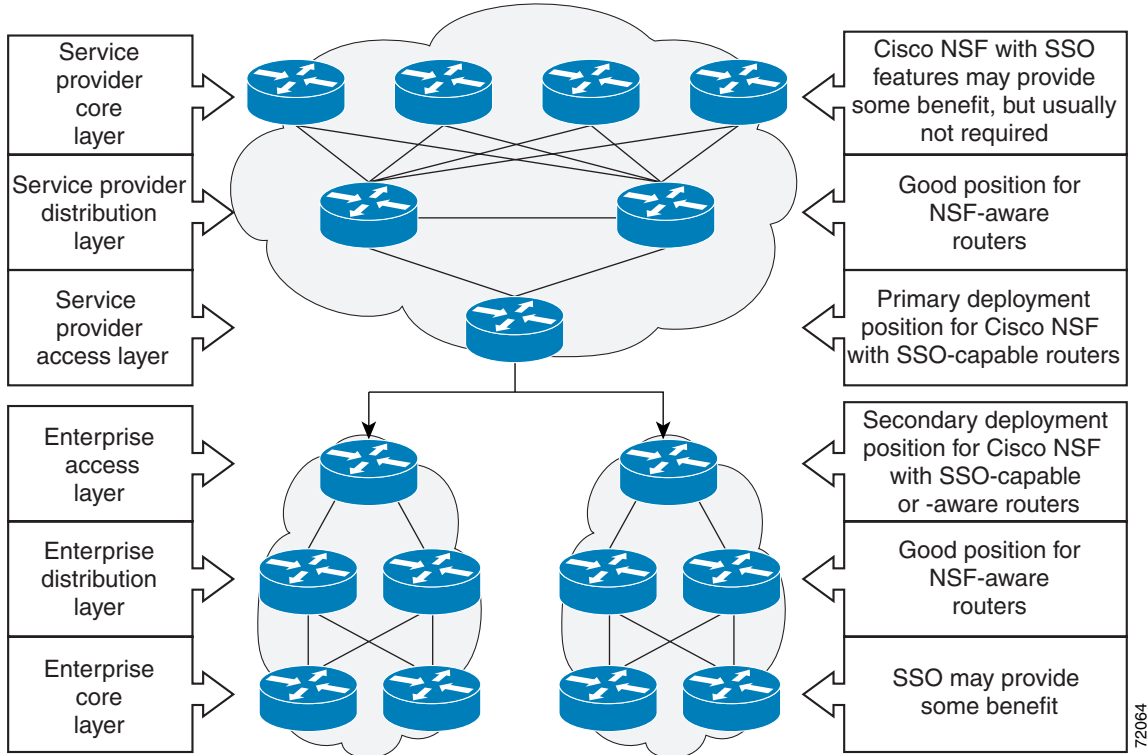 Service
provider
core
layer
Cisco NSF with SSO
features may provide
some benefit, but usually
not required
Service provider
distribution
layer
Good position for
NSF-aware
routers
Service
provider
access layer
Primary deployment
position for Cisco NSF
with SSO-capable routers
Enterprise
access
layer
Secondary deployment
position for Cisco NSF
with SSO-capable
or -aware routers
Enterprise
distribution
layer
Good position for
NSF-aware
routers
Enterprise
core
layer
SSO may provide
some benefit
72064